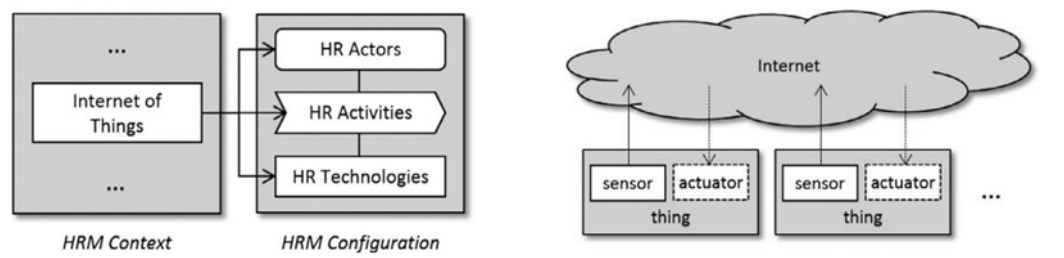 ...
Internet of
Things
...
HRM Context
HR Actors
HR Activities
HR Technologies
HRM Configuration
Internet
sensor
actuator
thing
sensor
actuator
thing
...